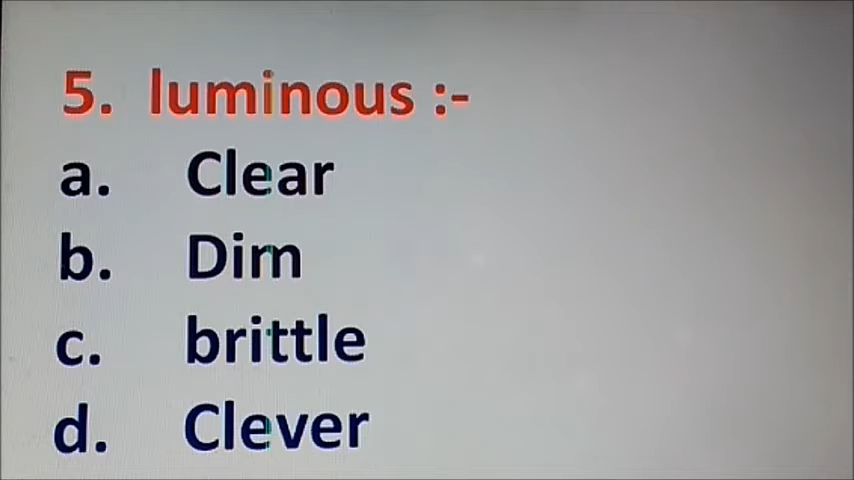 5. luminous :-
a. Clear
b. Dim
c. brittle
d. Clever